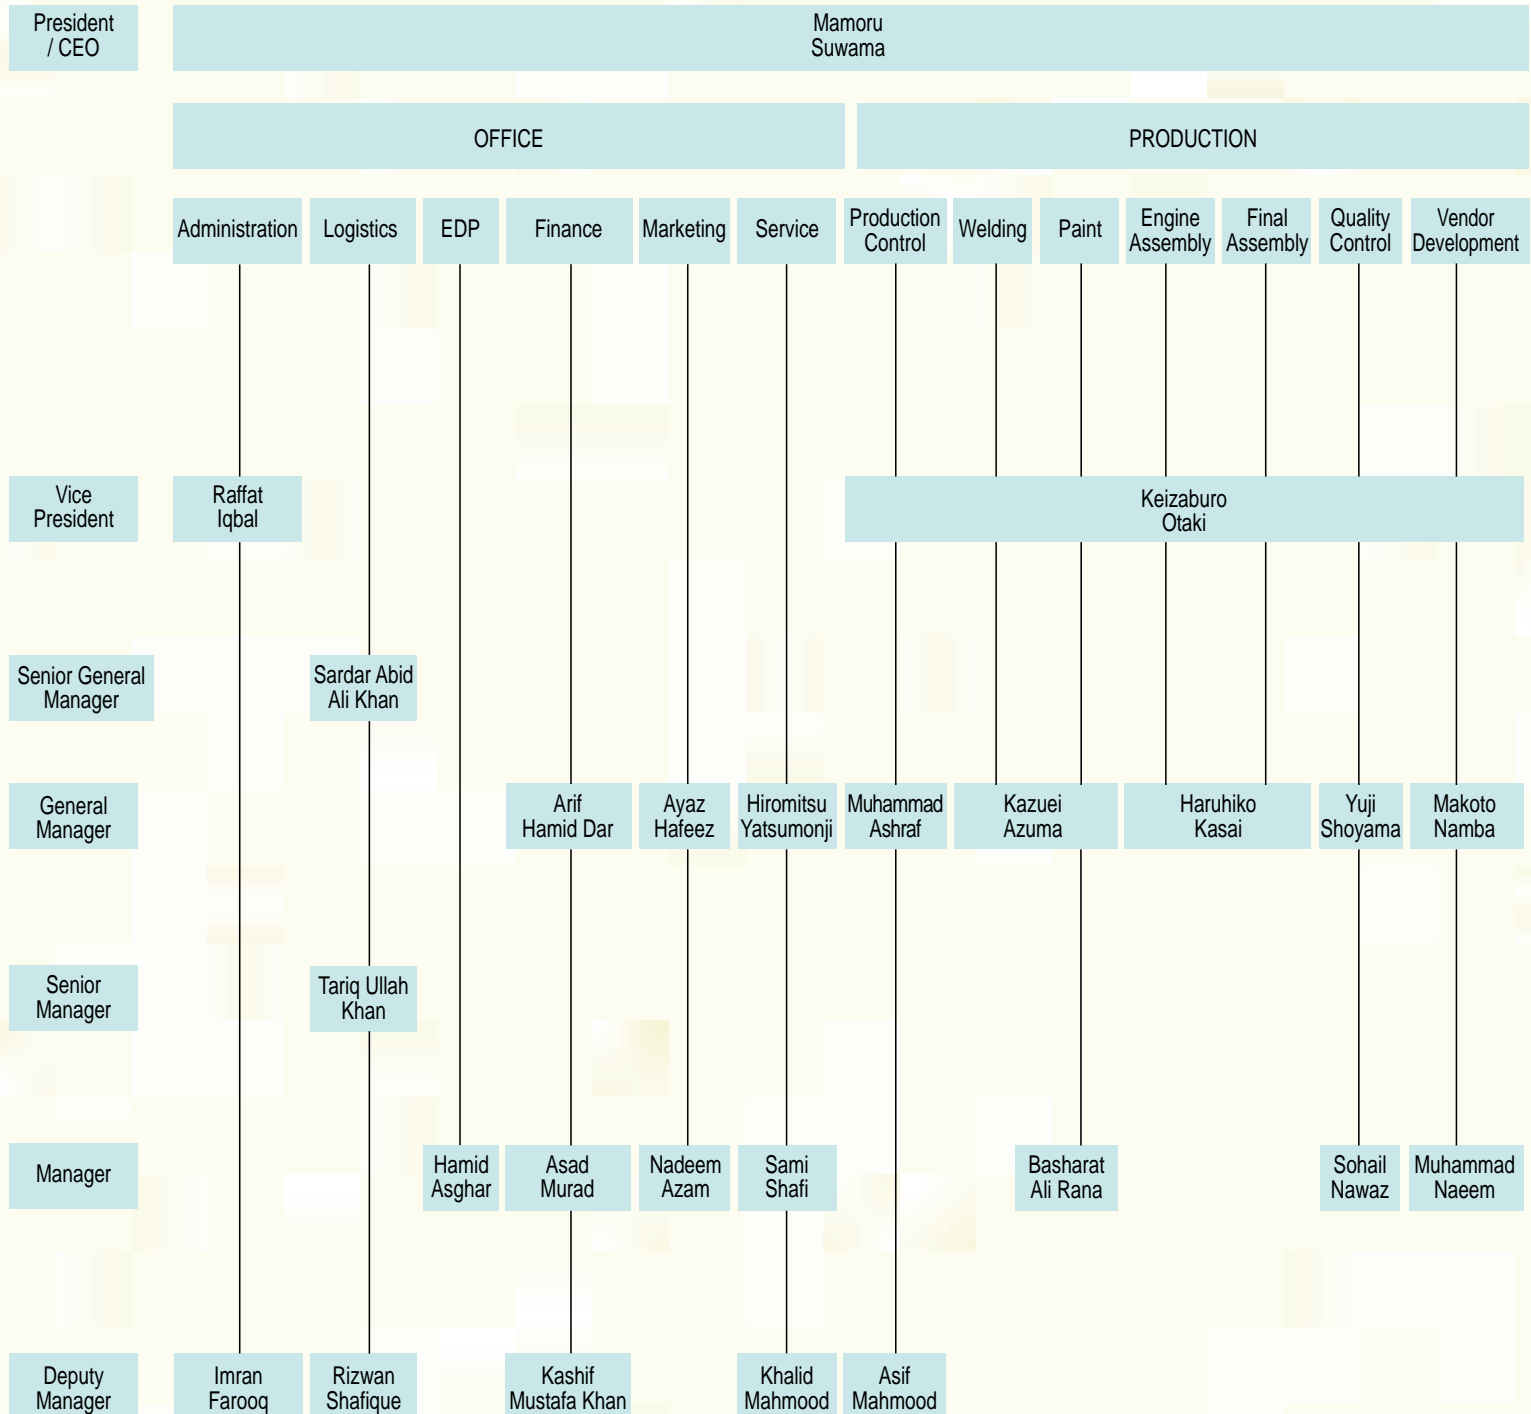 President
/ CEO
Mamoru
Suwama
OFFICE
PRODUCTION
Administration
Logistics
EDP
Finance
Marketing
Service
Production
Control
Welding
Paint
Engine
Assembly
Final
Assembly
Quality
Control
Vendor
Development
Vice
President
Raffat
Iqbal
Keizaburo
Otaki
Senior General
Manager
Sardar Abid
Ali Khan
General
Manager
Arif
Hamid Dar
Ayaz
Hafeez
Hiromitsu
Yatsumonji
Muhammad
Ashraf
Kazuei
Azuma
Haruhiko
Kasai
Yuji
Shoyama
Makoto
Namba
Senior
Manager
Tariq Ullah
Khan
Manager
Hamid
Asghar
Asad
Murad
Nadeem
Azam
Sami
Shafi
Basharat
Ali Rana
Sohail
Nawaz
Muhammad
Naeem
Deputy
Manager
Imran
Farooq
Rizwan
Shafique
Kashif
Mustafa Khan
Khalid
Mahmood
Asif
Mahmood